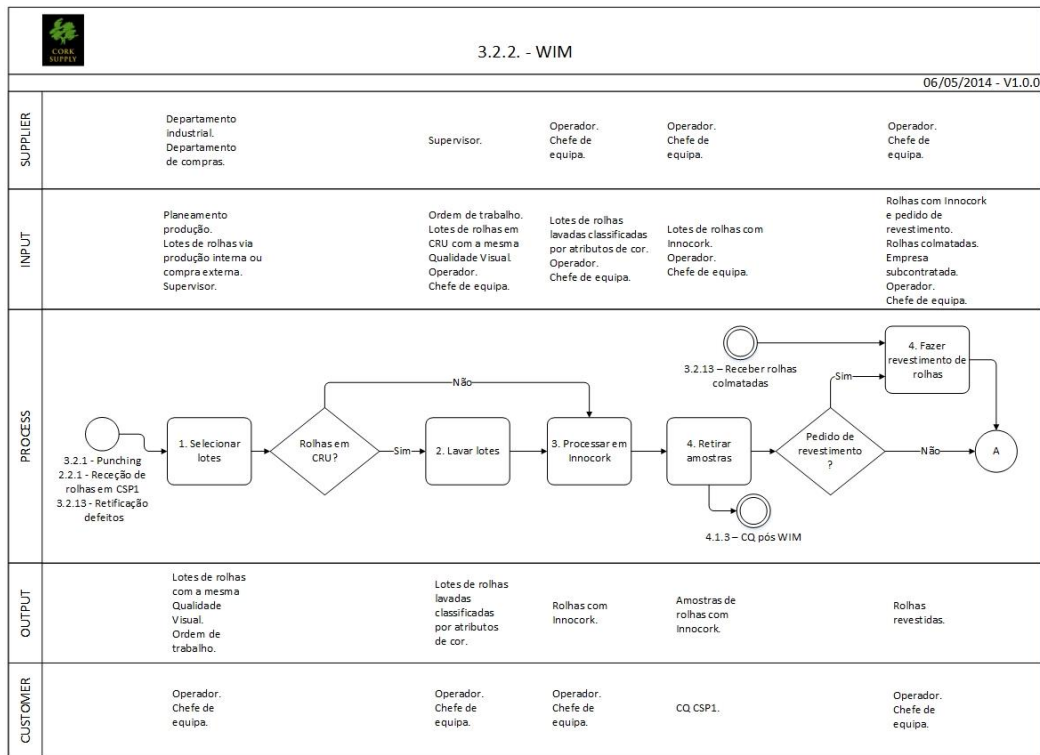 CORK
SUPPLY
3.2.2. - WIM
06/05/2014 - V1.0.0
SUPPLIER
Departamento
industrial.
Departamento
de compras.
Supervisor.
Operador.
Chefe de
equipa.
Operador.
Chefe de
equipa.
Operador.
Chefe de
equipa.
INPUT
Planeamento
produção.
Lotes de rolhas via
produção interna ou
compra externa.
Supervisor.
Ordem de trabalho.
Lotes de rolhas em
CRU com a mesma
Qualidade Visual.
Operador.
Chefe de equipa.
Lotes de rolhas
lavadas classificadas
por atributos de cor.
Operador.
Chefe de equipa.
Lotes de rolhas com
Innocork.
Operador.
Chefe de equipa.
Rolhas com Innocork
e pedido de
revestimento.
Rolhas colmatadas.
Empresa
subcontratada.
Operador.
Chefe de equipa.
PROCESS
3.2.1 - Punching
2.2.1 - Receção de
rolhas em CSP1
3.2.13 - Retificação
defeitos
1. Selecionar
lotes
Rolhas em
CRU?
Não
Sim
2. Lavar lotes
3. Processar em
Innocork
4. Retirar
amostras
4.1.3 – CQ pós WIM
3.2.13 – Receber rolhas
colmatadas
Pedido de
revestimento
?
Sim
4. Fazer
revestimento de
rolhas
Não
A
OUTPUT
Lotes de rolhas
com a mesma
Qualidade
Visual.
Ordem de
trabalho.
Lotes de rolhas
lavadas
classificadas
por atributos
de cor.
Rolhas com
Innocork.
Amostras de
rolhas com
Innocork.
Rolhas
revestidas.
CUSTOMER
Operador.
Chefe de
equipa.
Operador.
Chefe de
equipa.
Operador.
Chefe de
equipa.
CQ CSP1.
Operador.
Chefe de
equipa.